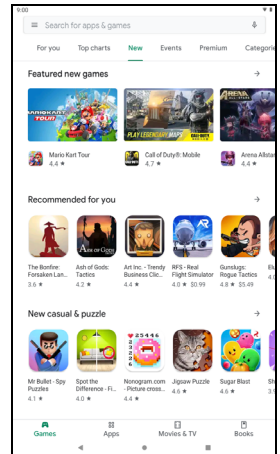 9:00
Search for apps & games
For you Top charts New Events Premium Categorie
Featured new games
MARIOKART
TOUR
PLAY LEGENDARY MAPS
ARENA
Mario Kart Tour
4.4 ★
Call of Duty®: Mobile
4.7 ★
Arena Allstar
4.4 ★
Recommended for you
ASH OF GODS
The Bonfire:
Forsaken Lan...
3.6 ★
Ash of Gods:
Tactics
4.2 ★
Art Inc. - Trendy
Business Clic...
4.4 ★
RFS - Real
Flight Simulator
4.0 ★ $0.99
Gunslugs:
Rogue Tactics
4.8 ★ $5.49
4.0
New casual & puzzle
Mr Bullet - Spy
Puzzles
4.1 ★
Spot the
Difference - Fi...
4.0 ★
Nonogram.com
- Picture cross...
4.4 ★
Jigsaw Puzzle
4.6 ★
Sugar Blast
4.6 ★
Games Apps Movies & TV Books